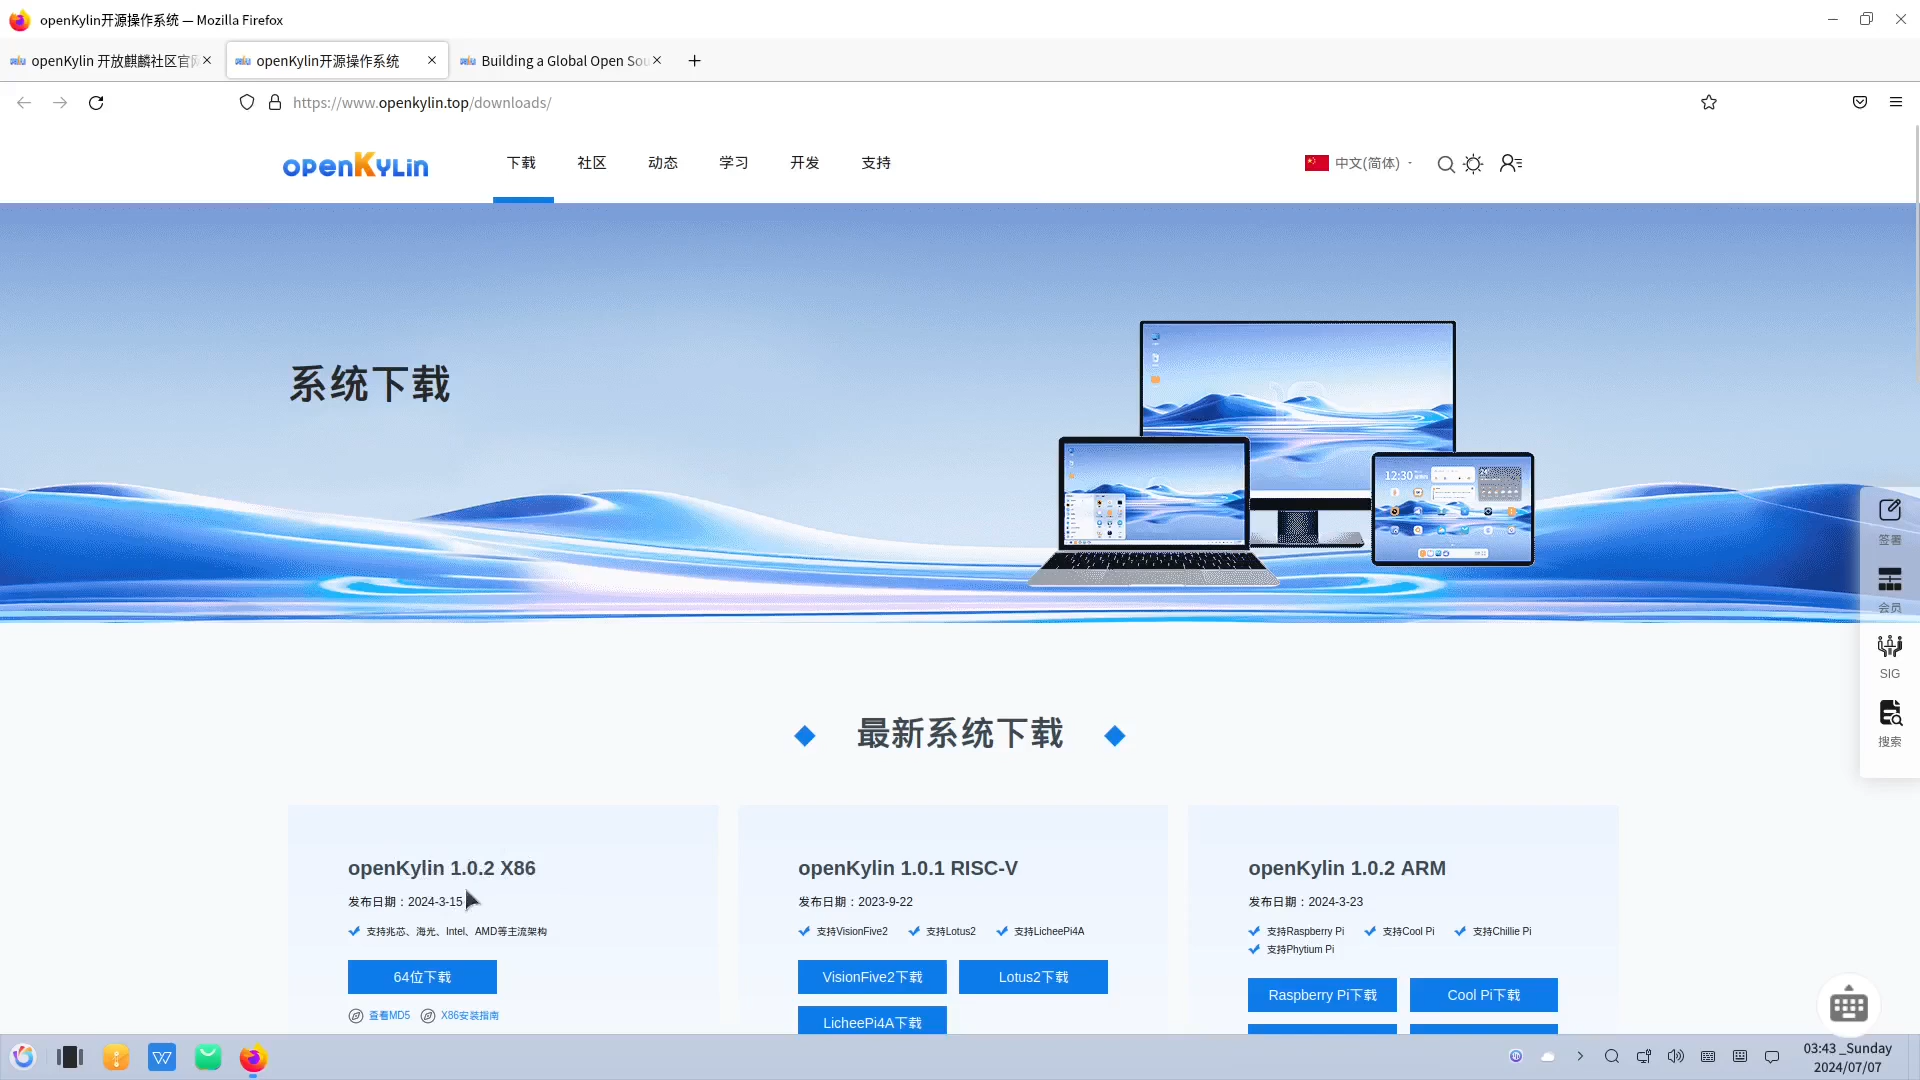 openKylin开源操作系统 — Mozilla Firefox
openKylin 开放麒麟社区官
openKylin开源操作系统
Building a Global Open Sou
https://www.openkylin.top/downloads/
openKylin
下载
社区
动态
学习
开发
支持
中文(简体)
系统下载
12:30
签署
会员
SIG
搜索
最新系统下载
openKylin 1.0.2 X86
发布日期：2024-3-15
支持兆芯、海光、Intel、AMD等主流架构
64位下载
查看MD5
X86安装指南
openKylin 1.0.1 RISC-V
发布日期：2023-9-22
支持VisionFive2
支持Lotus2
支持LicheePi4A
VisionFive2下载
Lotus2下载
LicheePi4A下载
openKylin 1.0.2 ARM
发布日期：2024-3-23
支持Raspberry Pi
支持Cool Pi
支持Chillie Pi
支持Phytium Pi
Raspberry Pi下载
Cool Pi下载
03:43 _Sunday
2024/07/07